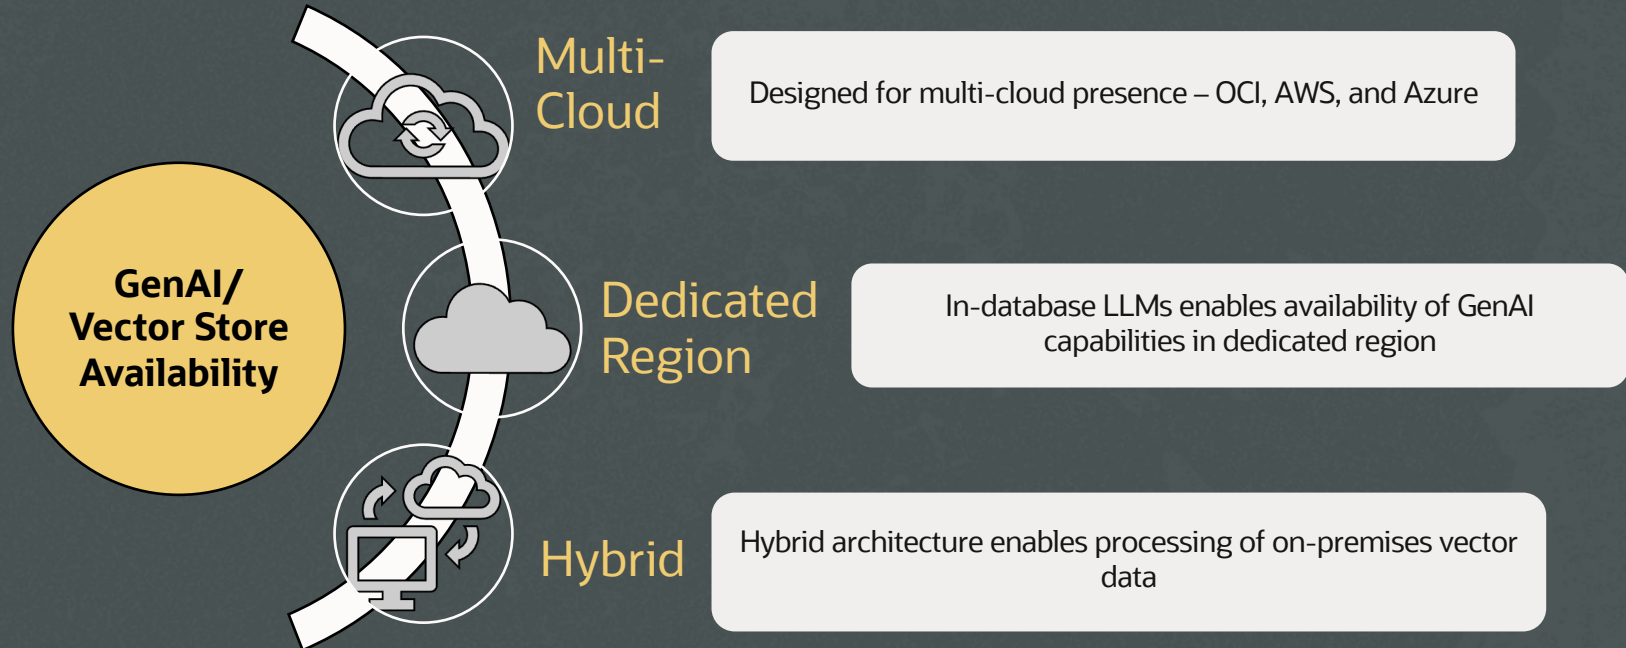 GenAI/
Vector Store
Availability
Multi-
Cloud
Designed for multi-cloud presence – OCI, AWS, and Azure
Dedicated
Region
In-database LLMs enables availability of GenAI
capabilities in dedicated region
Hybrid
Hybrid architecture enables processing of on-premises vector
data